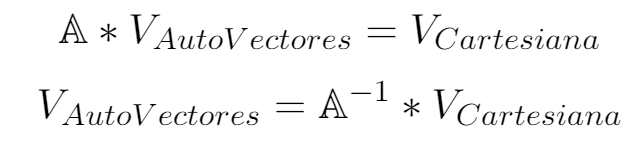 𝔸 * V_{AutoVectores} = V_{Cartesiana}
V_{AutoVectores} = 𝔸^{-1} * V_{Cartesiana}